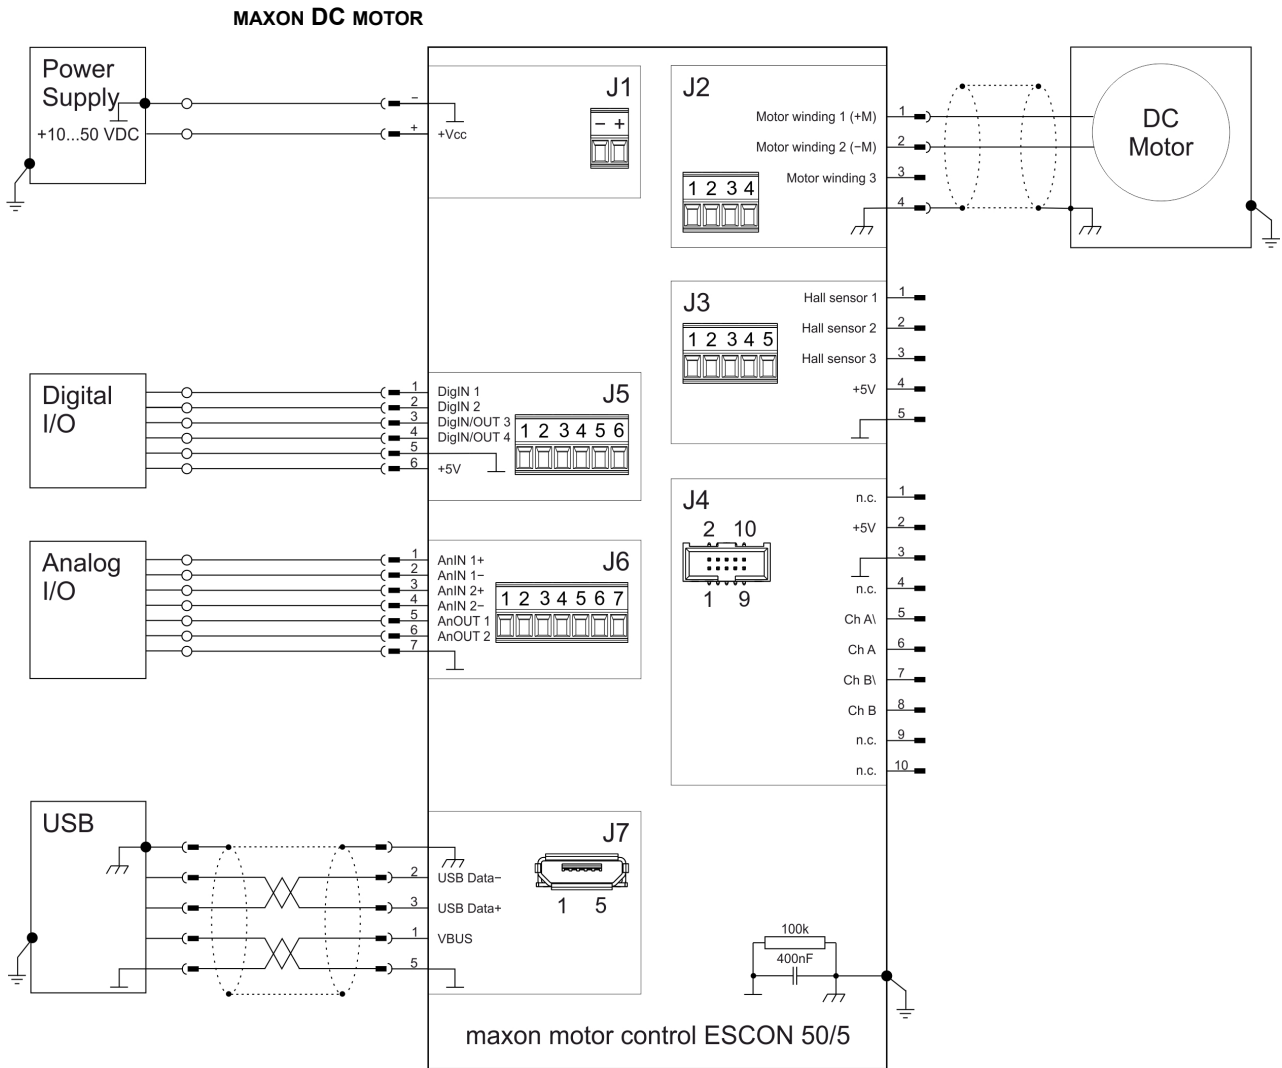 MAXON DC MOTOR
Power
Supply
+10...50 VDC
−
+
+Vcc
J1
− +
J2
1 2 3 4
Motor winding 1 (+M) 1
Motor winding 2 (−M) 2
Motor winding 3 3
4
DC
Motor
J3
1 2 3 4 5
Hall sensor 1 1
Hall sensor 2 2
Hall sensor 3 3
+5V 4
5
Digital
I/O
1 DigIN 1
2 DigIN 2
3 DigIN/OUT 3
4 DigIN/OUT 4
5
6 +5V
J5
1 2 3 4 5 6
J4
2 10
1 9
n.c. 1
+5V 2
3
n.c. 4
Ch A\ 5
Ch A 6
Ch B\ 7
Ch B 8
n.c. 9
n.c. 10
Analog
I/O
1 AnIN 1+
2 AnIN 1−
3 AnIN 2+
4 AnIN 2−
5 AnOUT 1
6 AnOUT 2
7
J6
1 2 3 4 5 6 7
USB
2 USB Data−
3 USB Data+
1 VBUS
5
J7
1 5
100k
400nF
maxon motor control ESCON 50/5